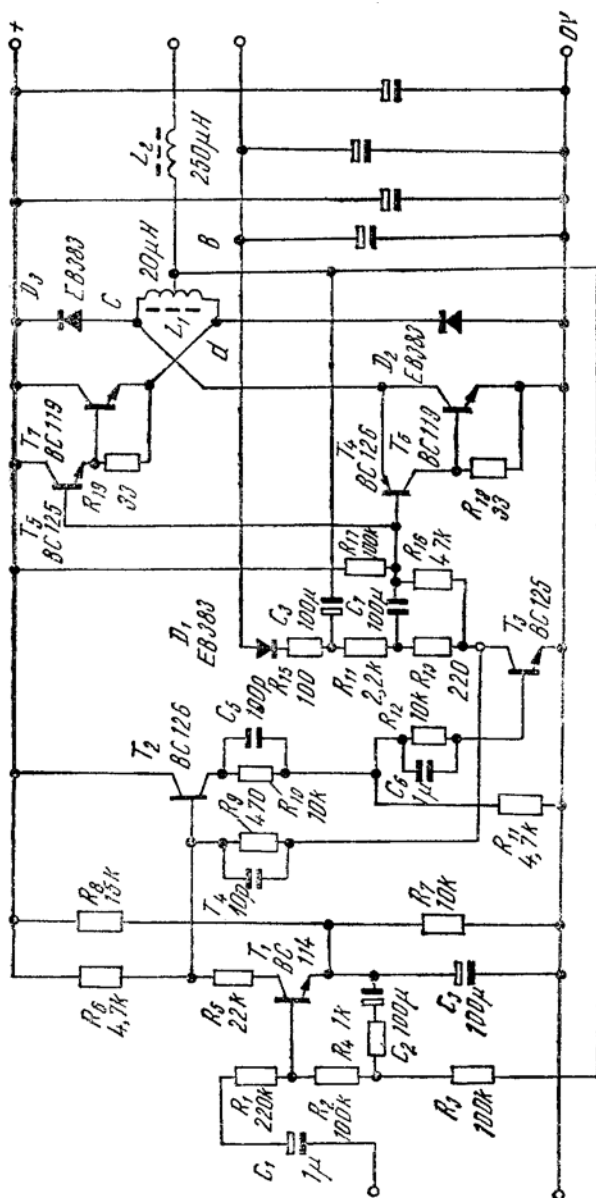 +
0V
C1
1µ
R1
220k
R2
100k
R3
100k
R4
1k
C2
100µ
C3
100µ
R5
22k
R6
4,7k
T1
BC
114
R7
10k
R8
15k
T4
10p
R9
470
R10
10k
C5
100p
T2
BC126
R11
4,7k
C6
1µ
R12
10k
R13
220
R11
2,2k
R15
100
D1
EB383
C3
100µ
C7
100µ
T3
BC125
R16
47k
R17
100k
T5
BC125
T7
BC119
R19
33
T4
BC126
T6
BC119
R18
33
D2
EB383
D3
EB383
C
d
L1
20µH
B
L2
250µH